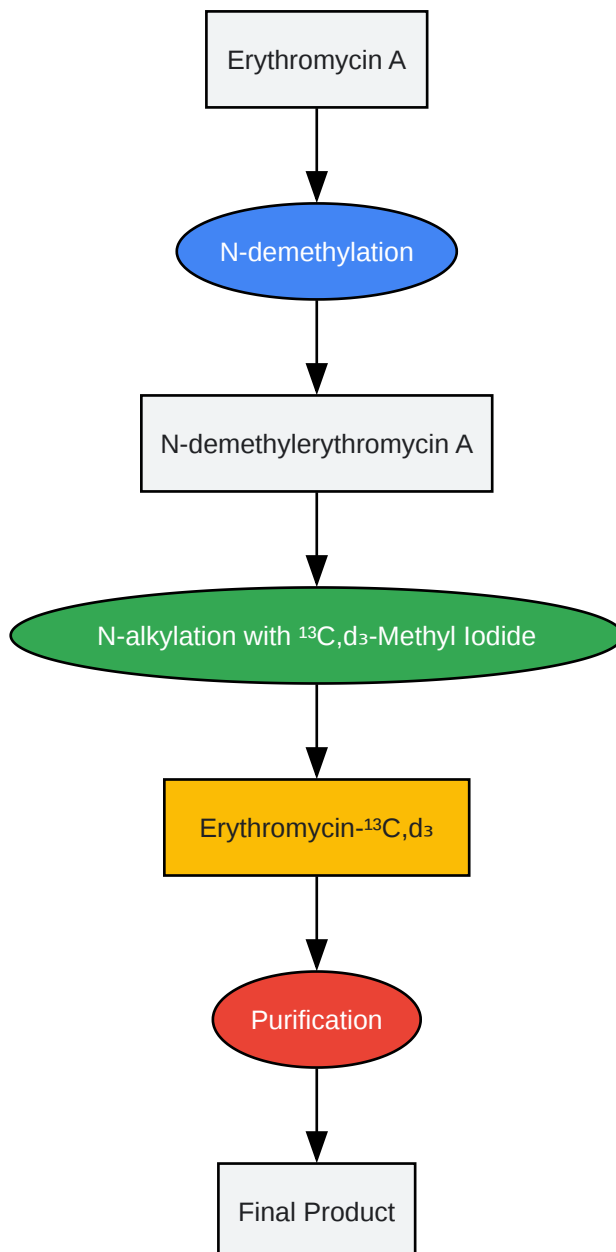 Erythromycin A
N-demethylation
N-demethylerythromycin A
N-alkylation with ¹³C,d₃-Methyl Iodide
Erythromycin-¹³C,d₃
Purification
Final Product